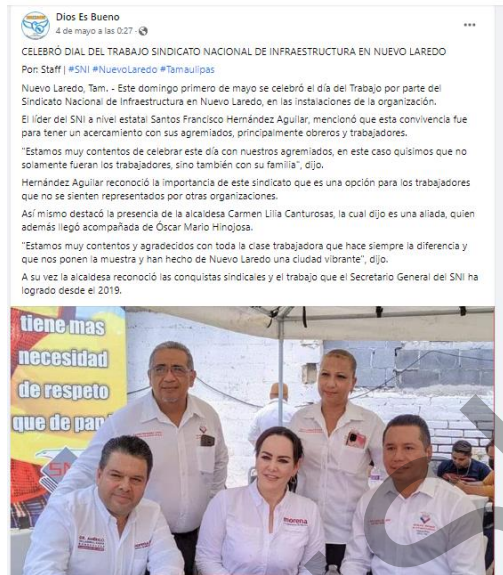 Dios Es Bueno
4 de mayo a las 0:27 ·
CELEBRÓ DIAL DEL TRABAJO SINDICATO NACIONAL DE INFRAESTRUCTURA EN NUEVO LAREDO
Por: Staff | #SNI #NuevoLaredo #Tamaulipas
Nuevo Laredo, Tam. - Este domingo primero de mayo se celebró el día del Trabajo por parte del
Sindicato Nacional de Infraestructura en Nuevo Laredo, en las instalaciones de la organización.
El líder del SNI a nivel estatal Santos Francisco Hernández Aguilar, mencionó que esta convivencia fue
para tener un acercamiento con sus agremiados, principalmente obreros y trabajadores.
"Estamos muy contentos de celebrar este día con nuestros agremiados, en este caso quisimos que no
solamente fueran los trabajadores, sino también con su familia", dijo.
Hernández Aguilar reconoció la importancia de este sindicato que es una opción para los trabajadores
que no se sienten representados por otras organizaciones.
Así mismo destacó la presencia de la alcaldesa Carmen Lilia Canturosas, la cual dijo es una aliada, quien
además llegó acompañada de Óscar Mario Hinojosa.
"Estamos muy contentos y agradecidos con toda la clase trabajadora que hace siempre la diferencia y
que nos ponen la muestra y han hecho de Nuevo Laredo una ciudad vibrante", dijo.
A su vez la alcaldesa reconoció las conquistas sindicales y el trabajo que el Secretario General del SNI ha
logrado desde el 2019.
tiene mas
necesidad
de respeto
que de pan
SNI
morena